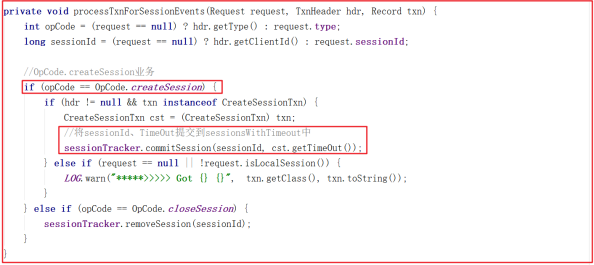 private void processTxnForSessionEvents(Request request, TxnHeader hdr, Record txn) {
int opCode = (request == null) ? hdr.getType() : request.type;
long sessionId = (request == null) ? hdr.getClientId() : request.sessionId;
//OpCode.createSession业务
if (opCode == OpCode.createSession) {
if (hdr != null && txn instanceof CreateSessionTxn) {
CreateSessionTxn cst = (CreateSessionTxn) txn;
//将sessionId、TimeOut提交到sessionsWithTimeout中
sessionTracker.commitSession(sessionId, cst.getTimeOut());
} else if (request == null || !request.isLocalSession()) {
LOG.warn("*****>>>>> Got {} {}", txn.getClass(), txn.toString());
}
} else if (opCode == OpCode.closeSession) {
sessionTracker.removeSession(sessionId);
}
}